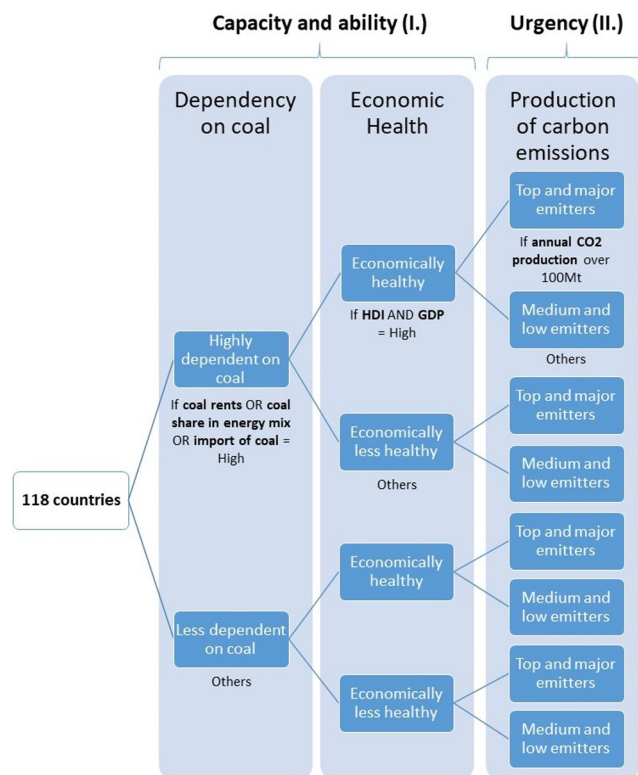 Capacity and ability (I.)
Urgency (II.)
Dependency
on coal
Economic
Health
Production
of carbon
emissions
Top and major
emitters
If annual CO2
production over
100Mt
Economically
healthy
If HDI AND GDP
= High
Medium and
low emitters
Others
Highly
dependent on
coal
If coal rents OR coal
share in energy mix
OR import of coal =
High
Top and major
emitters
Economically
less healthy
Others
Medium and
low emitters
118 countries
Top and major
emitters
Economically
healthy
Medium and
low emitters
Less dependent
on coal
Others
Top and major
emitters
Economically
less healthy
Medium and
low emitters